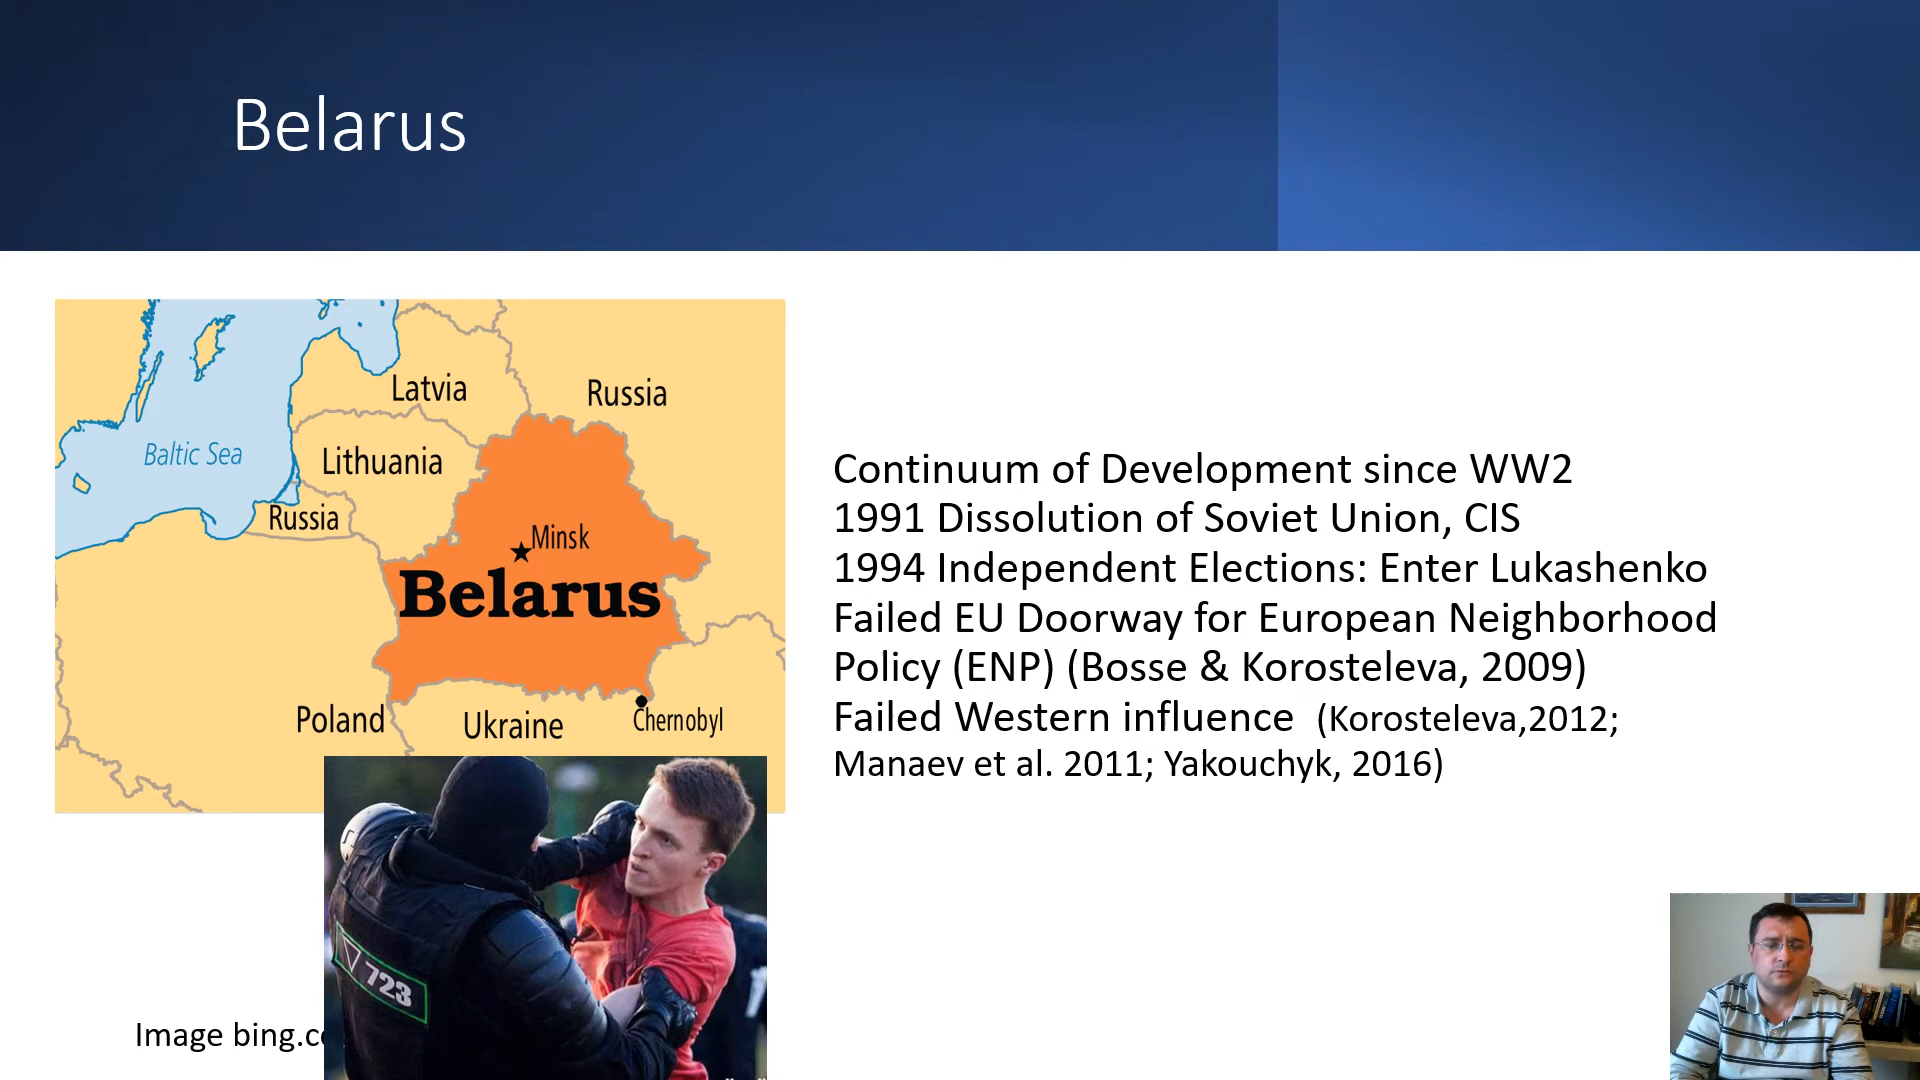 Belarus
Latvia
Russia
Baltic Sea
Lithuania
Russia
Minsk
Belarus
Poland
Ukraine
Chernobyl
723
Image bing.c
Continuum of Development since WW2
1991 Dissolution of Soviet Union, CIS
1994 Independent Elections: Enter Lukashenko
Failed EU Doorway for European Neighborhood
Policy (ENP) (Bosse & Korosteleva, 2009)
Failed Western influence (Korosteleva,2012;
Manaev et al. 2011; Yakouchyk, 2016)